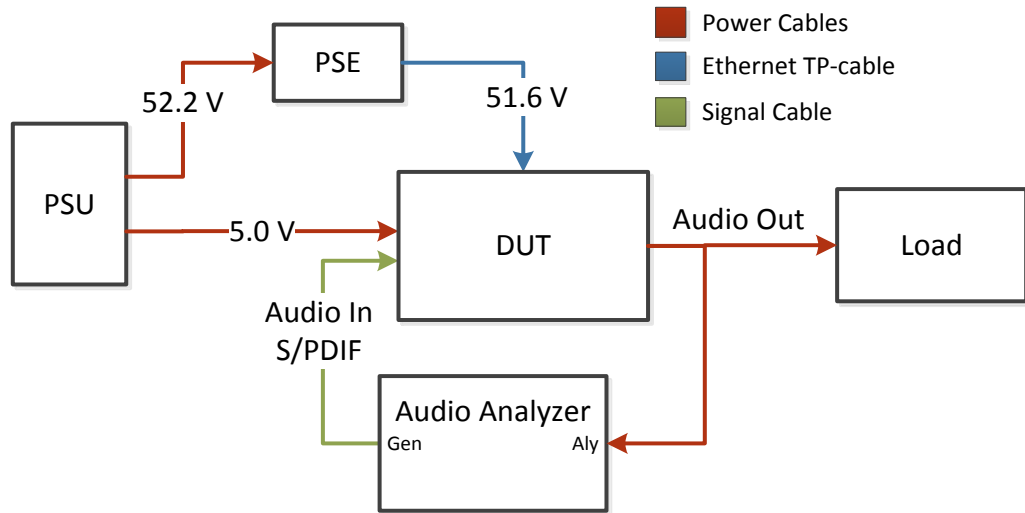 Power Cables
Ethernet TP-cable
Signal Cable
PSE
52.2 V
51.6 V
PSU
5.0 V
DUT
Audio Out
Load
Audio In
S/PDIF
Audio Analyzer
Gen
Aly